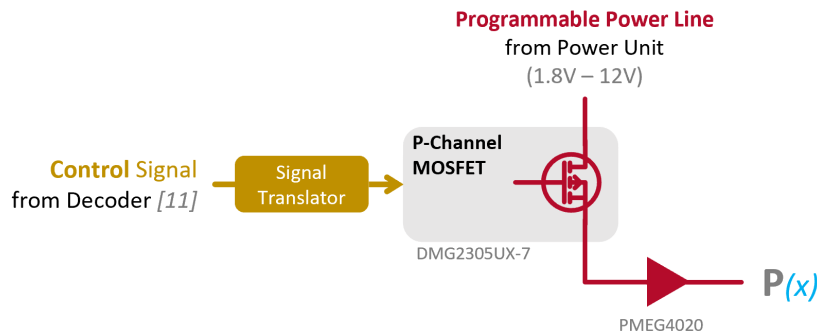 Programmable Power Line
from Power Unit
(1.8V – 12V)
P-Channel
MOSFET
Control Signal
from Decoder [11]
Signal
Translator
DMG2305UX-7
P(x)
PMEG4020